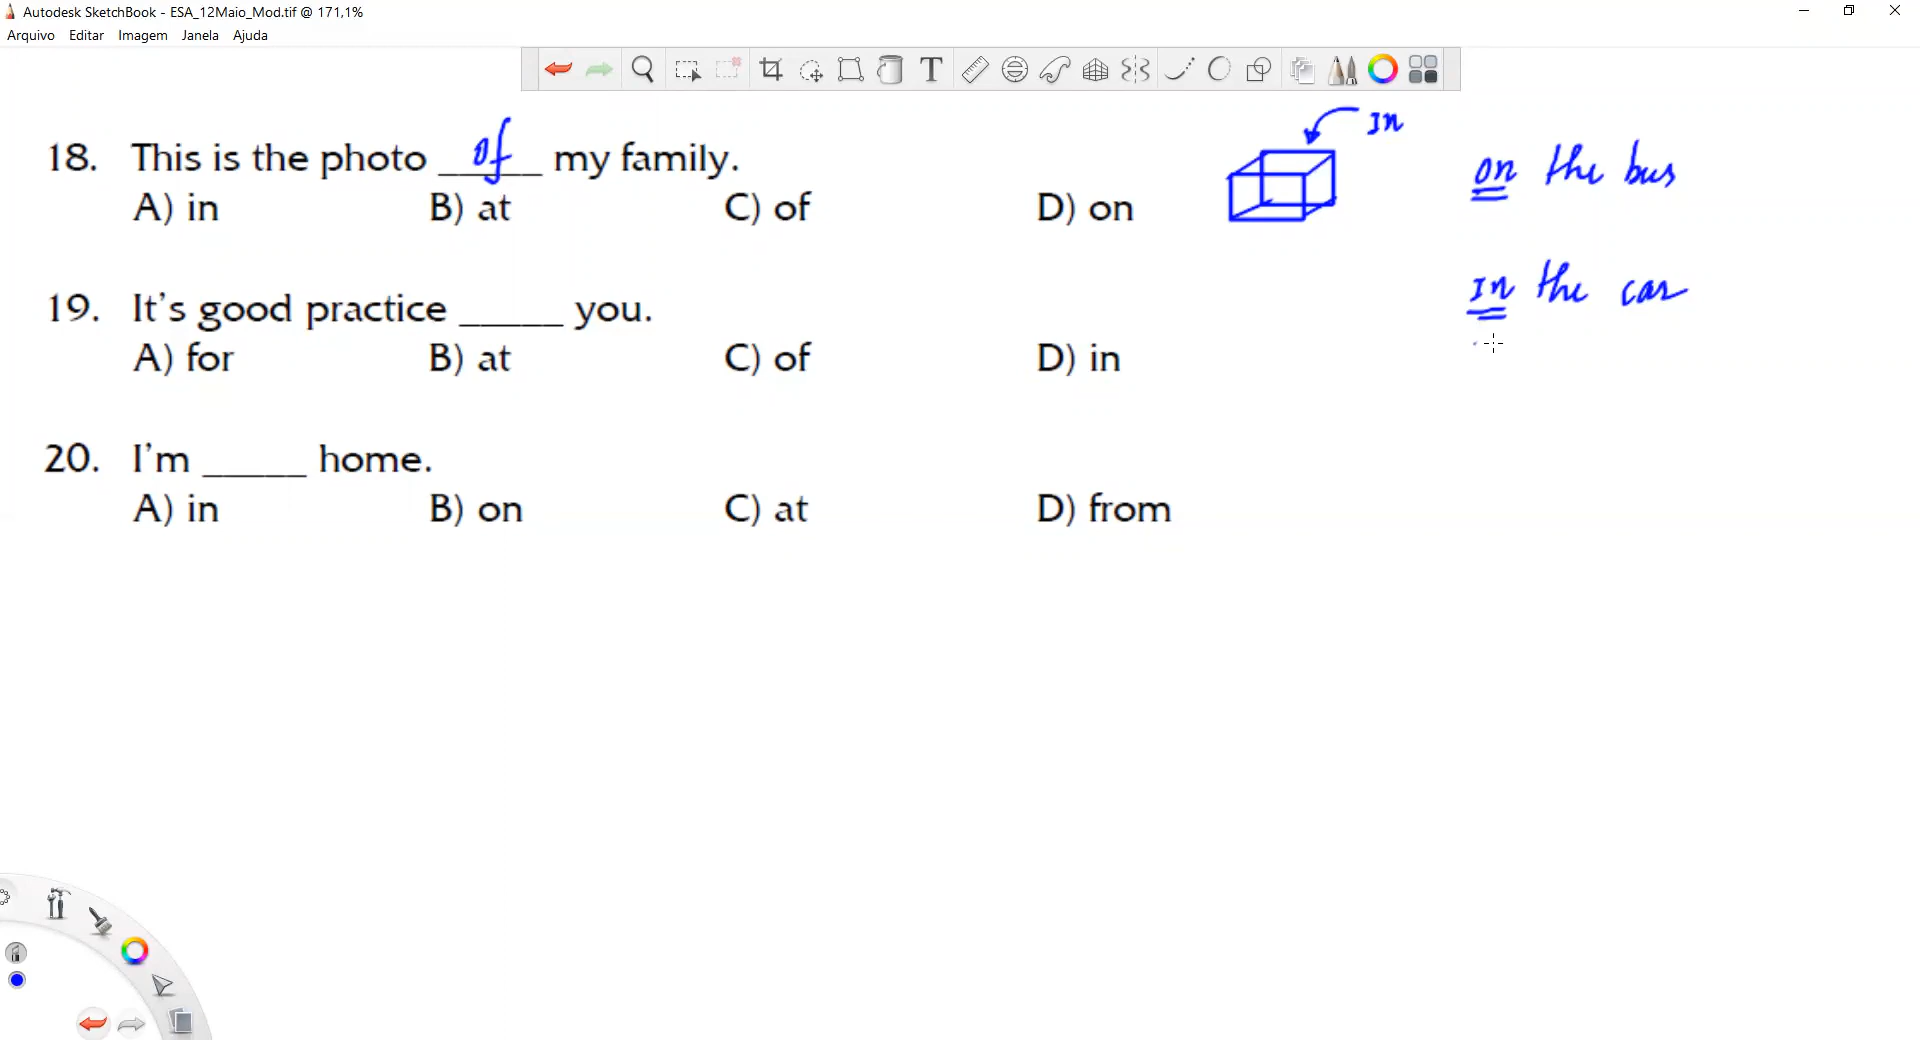 Autodesk SketchBook - ESA_12Maio_Mod.tif @ 171,1%
Arquivo Editar Imagem Janela Ajuda
T
In
18. This is the photo of my family.
on the bus
A) in B) at C) of D) on
In the car
19. It's good practice _____ you.
A) for B) at C) of D) in
20. I'm _____ home.
A) in B) on C) at D) from